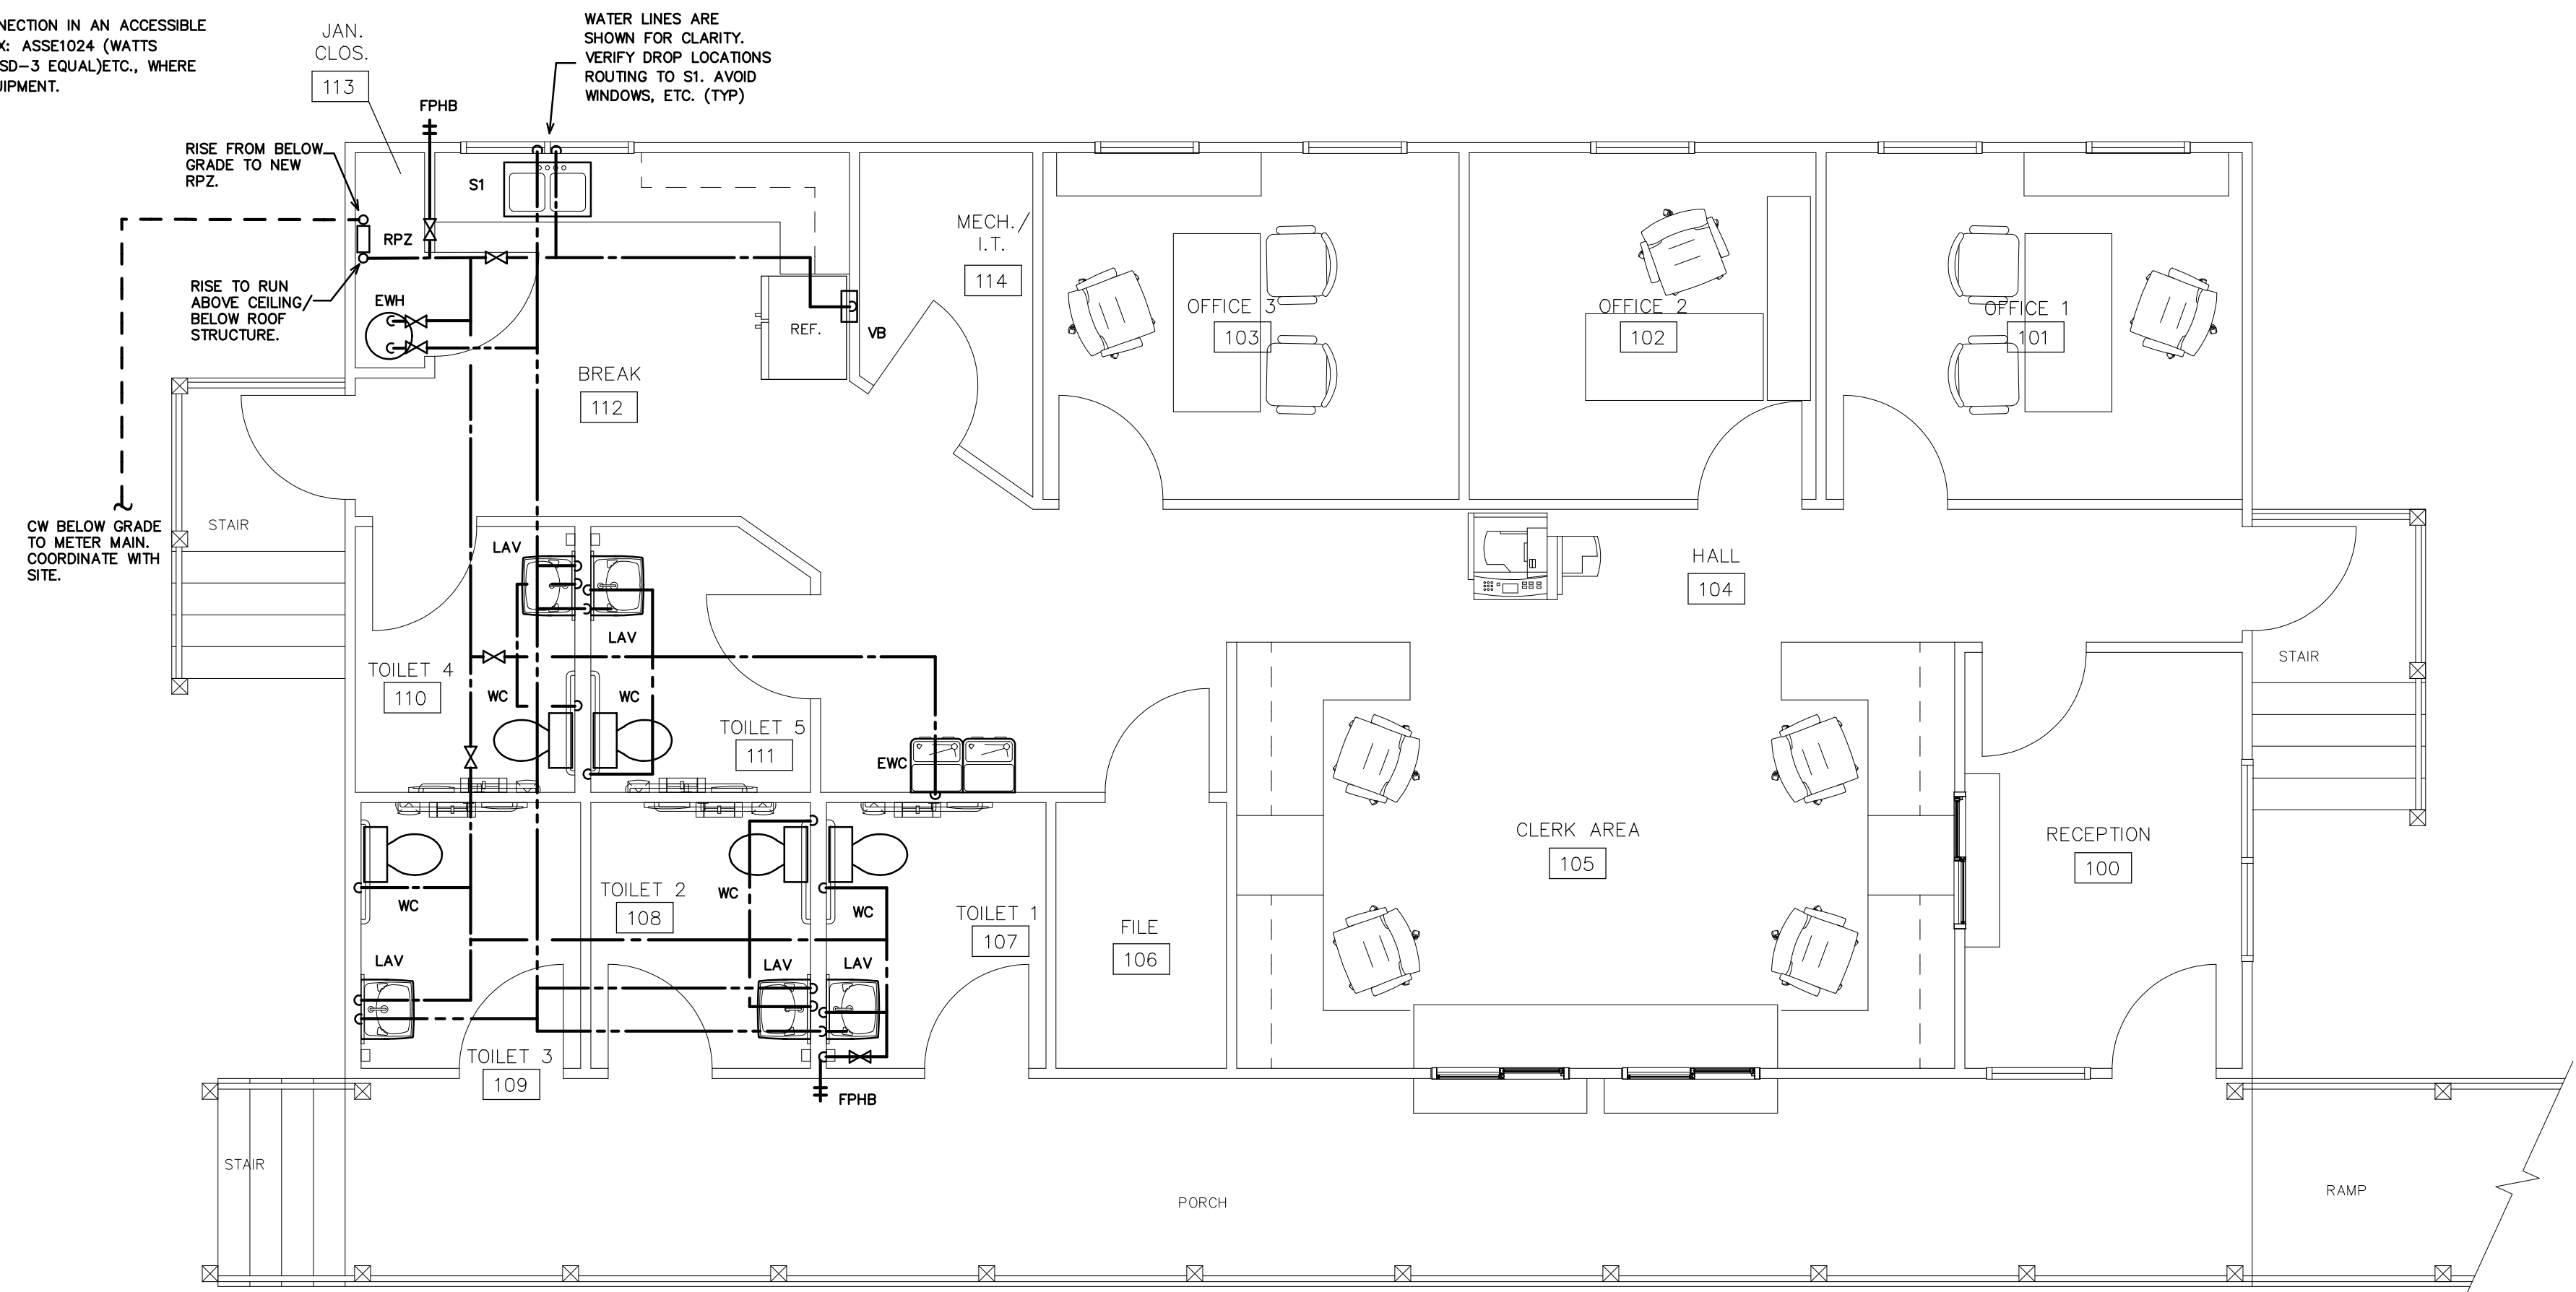 NECTION IN AN ACCESSIBLE
X: ASSE1024 (WATTS
SD-3 EQUAL)ETC., WHERE
UIPMENT.
JAN.
CLOS.
113
WATER LINES ARE
SHOWN FOR CLARITY.
VERIFY DROP LOCATIONS
ROUTING TO S1. AVOID
WINDOWS, ETC. (TYP)
FPHB
RISE FROM BELOW
GRADE TO NEW
RPZ.
S1
RPZ
RISE TO RUN
ABOVE CEILING/
BELOW ROOF
STRUCTURE.
EWH
REF.
VB
MECH./
I.T.
114
OFFICE 3
103
OFFICE 2
102
OFFICE 1
101
BREAK
112
STAIR
CW BELOW GRADE
TO METER MAIN.
COORDINATE WITH
SITE.
LAV
LAV
HALL
104
STAIR
TOILET 4
110
WC
WC
TOILET 5
111
EWC
CLERK AREA
105
RECEPTION
100
TOILET 2
108
WC
WC
WC
TOILET 1
107
FILE
106
LAV
LAV
LAV
TOILET 3
109
FPHB
STAIR
PORCH
RAMP